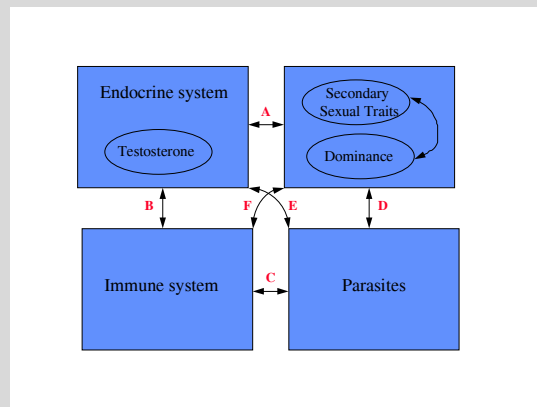 Endocrine system
Testosterone
A
Secondary
Sexual Traits
Dominance
B
F
E
D
Immune system
C
Parasites